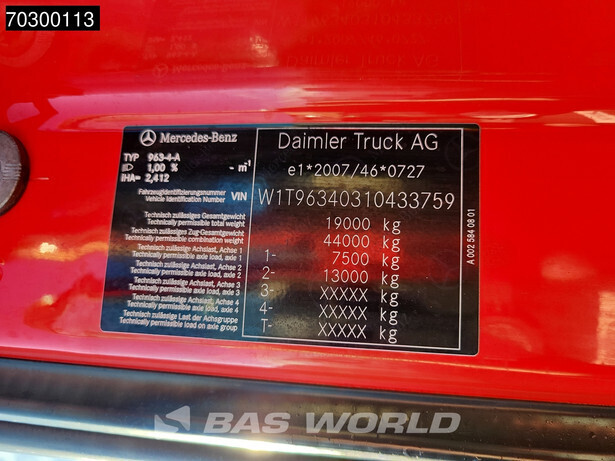 70300113
Mercedes-Benz
Daimler Truck AG
TYP 963-4-A
1,00 % - m-1
IHA= 2,412
e1*2007/46*0727
Fahrzeugidentifizierungsnummer
Vehicle Identification Number VIN W1T96340310433759
Technisch zulässiges Gesamtgewicht
Technically permissible total weight 19000 kg
Technisch zulässiges Zug-Gesamtgewicht
Technically permissible combination weight 44000 kg
Technisch zulässige Achslast, Achse 1
Technically permissible axle load, axle 1 1- 7500 kg
Technisch zulässige Achslast, Achse 2
Technically permissible axle load, axle 2 2- 13000 kg
Technisch zulässige Achslast, Achse 3
Technically permissible axle load, axle 3 3- XXXXX kg
Technisch zulässige Achslast, Achse 4
Technically permissible axle load, axle 4 4- XXXXX kg
Technisch zulässige Last der Achsgruppe
Technically permissible load on axle group T- XXXXX kg
A 002 584 08 01
BAS WORLD